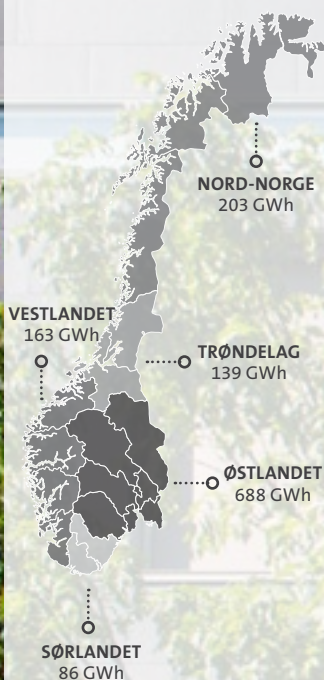 NORD-NORGE
203 GWh
VESTLANDET
163 GWh
TRØNDELAG
139 GWh
ØSTLANDET
688 GWh
SØRLANDET
86 GWh